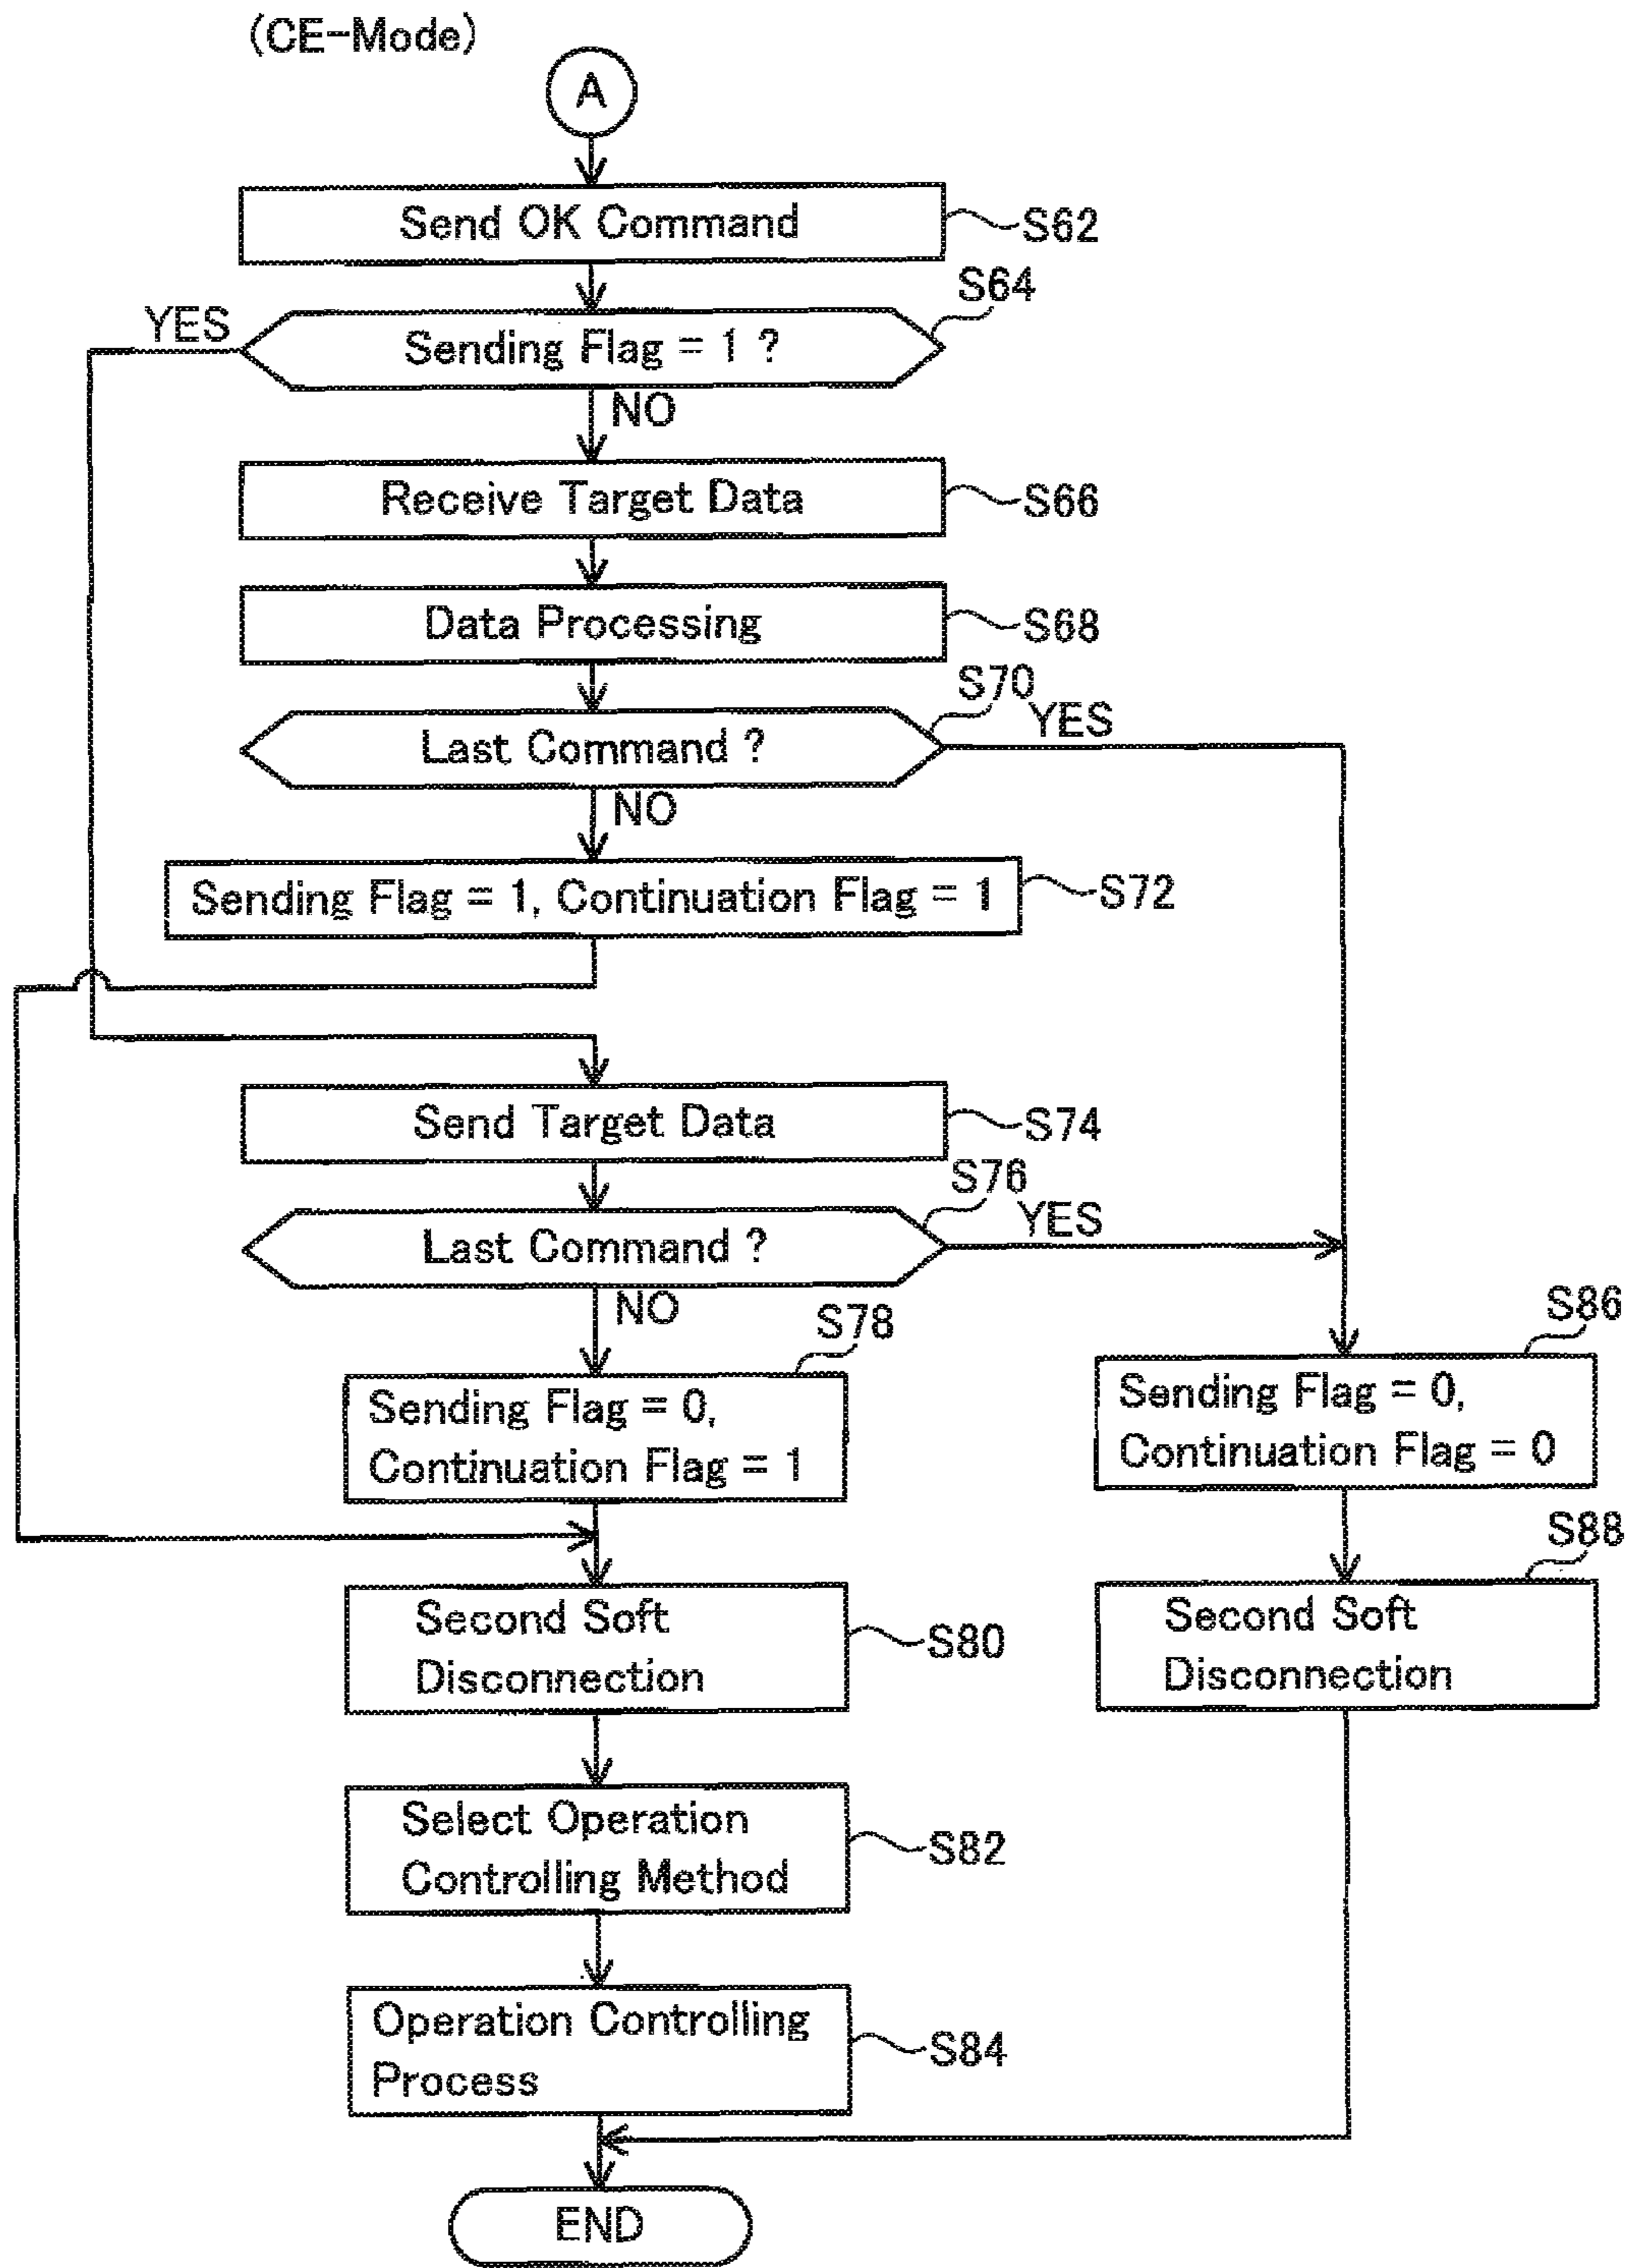 (CE-Mode)
A
Send OK Command
S62
S64
YES
Sending Flag = 1 ?
NO
Receive Target Data
S66
Data Processing
S68
S70
YES
Last Command ?
NO
Sending Flag = 1, Continuation Flag = 1
S72
Send Target Data
S74
S76
YES
Last Command ?
NO
S78
Sending Flag = 0,
Continuation Flag = 1
S86
Sending Flag = 0,
Continuation Flag = 0
Second Soft
Disconnection
S80
S88
Second Soft
Disconnection
Select Operation
Controlling Method
S82
Operation Controlling
Process
S84
END